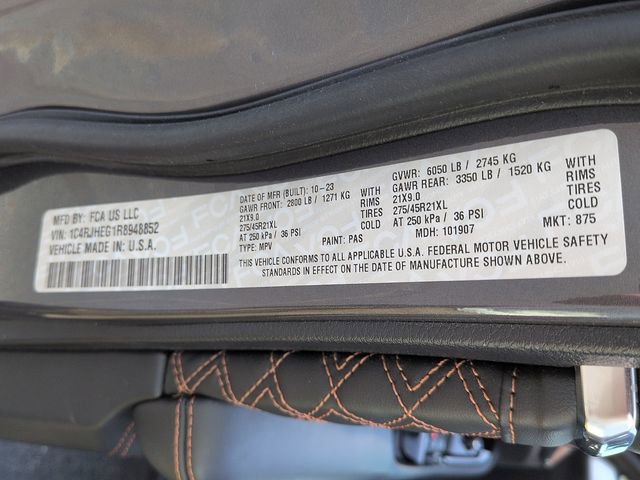 MFD BY: FCA US LLC
VIN: 1C4RJHEG1R8948852
VEHICLE MADE IN: U.S.A.
DATE OF MFR (BUILT): 10-23
GAWR FRONT: 2800 LB / 1271 KG WITH
21X9.0 RIMS
275/45R21XL TIRES
AT 250 kPa / 36 PSI COLD
TYPE: MPV PAINT: PAS
GVWR: 6050 LB / 2745 KG
GAWR REAR: 3350 LB / 1520 KG WITH
21X9.0 RIMS
275/45R21XL TIRES
AT 250 kPa / 36 PSI COLD
MDH: 101907 MKT: 875
THIS VEHICLE CONFORMS TO ALL APPLICABLE U.S.A. FEDERAL MOTOR VEHICLE SAFETY
STANDARDS IN EFFECT ON THE DATE OF MANUFACTURE SHOWN ABOVE.